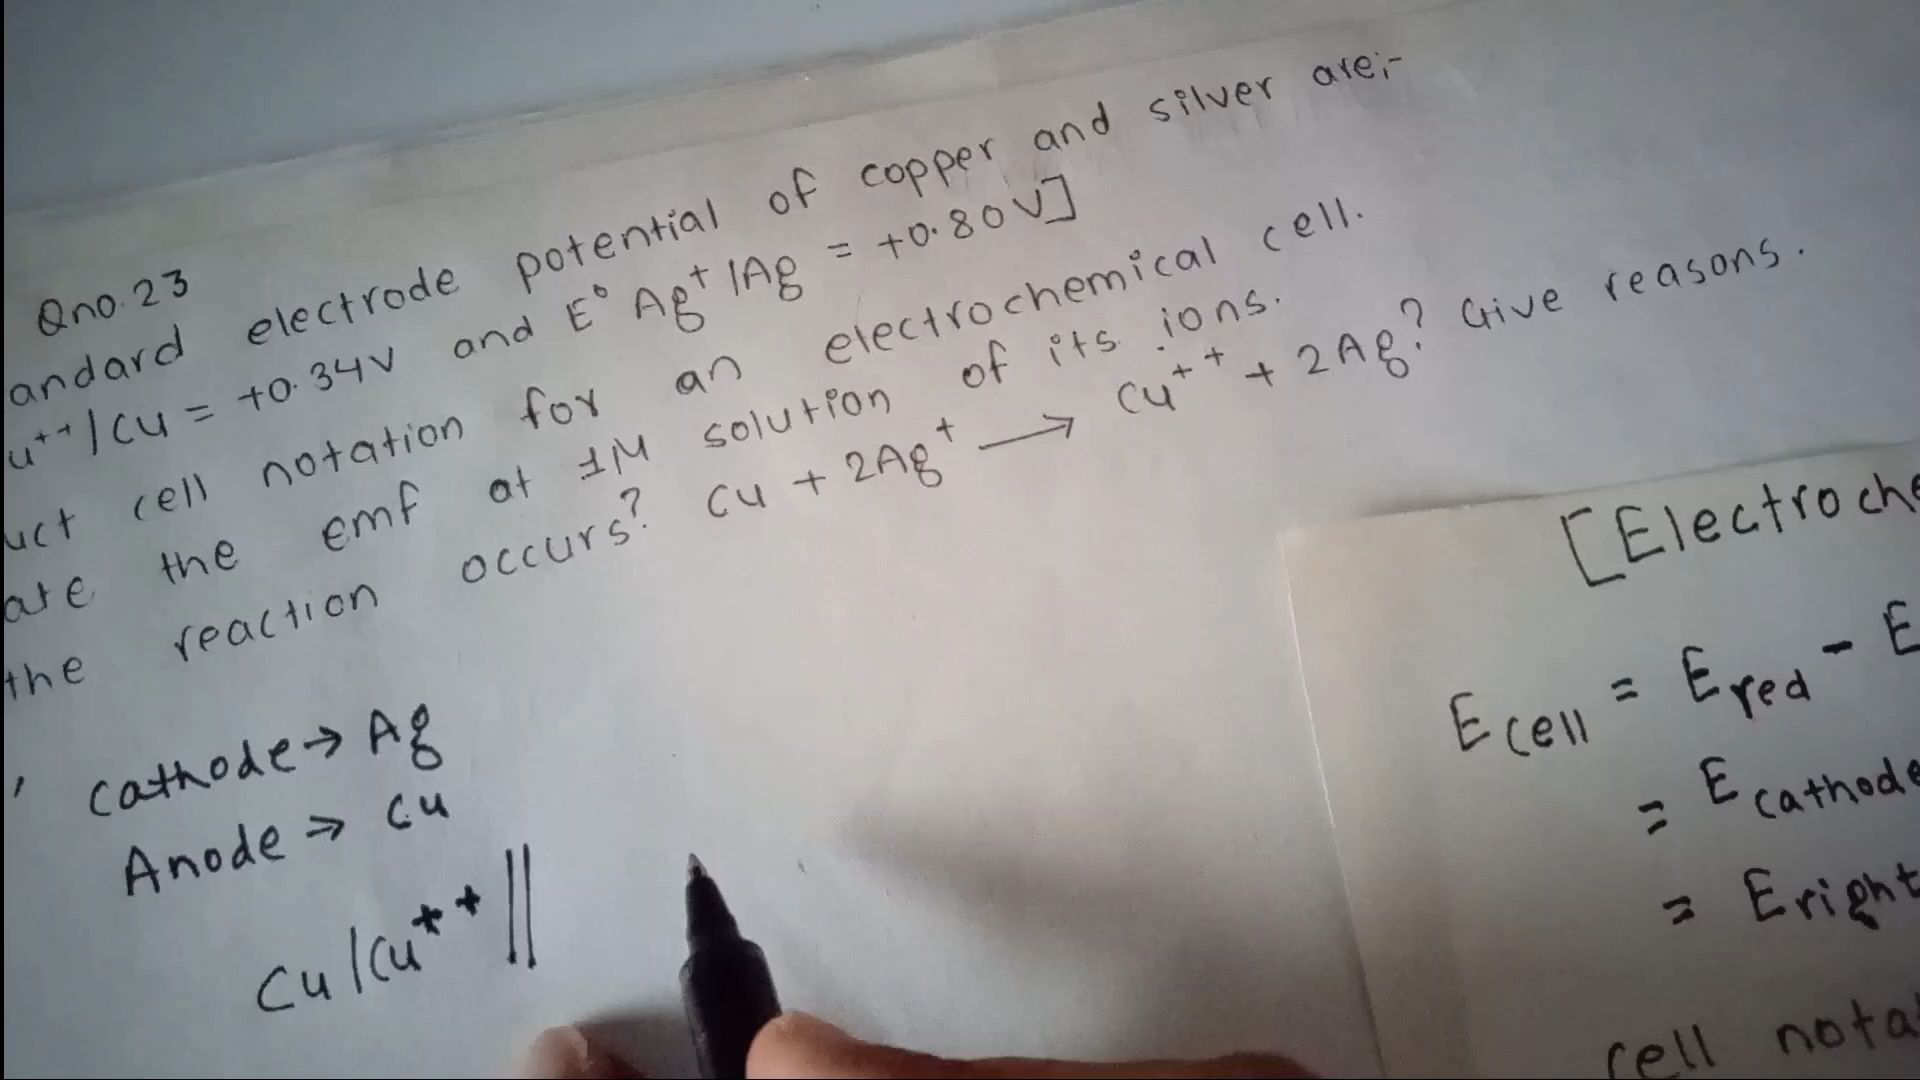 Qno.23
andard electrode potential of copper and silver are;-
u⁺⁺/Cu = +0.34V and E° Ag⁺/Ag = +0.80V]
uct cell notation for an electrochemical cell.
ate the emf at 1M solution of its ions.
the reaction occurs? Cu + 2Ag⁺ → Cu⁺⁺ + 2Ag? Give reasons.
Cathode → Ag
Anode → Cu
Cu/Cu⁺⁺||
[Electroche
Ecell = Ered - E
= Ecathode
= Eright
cell nota